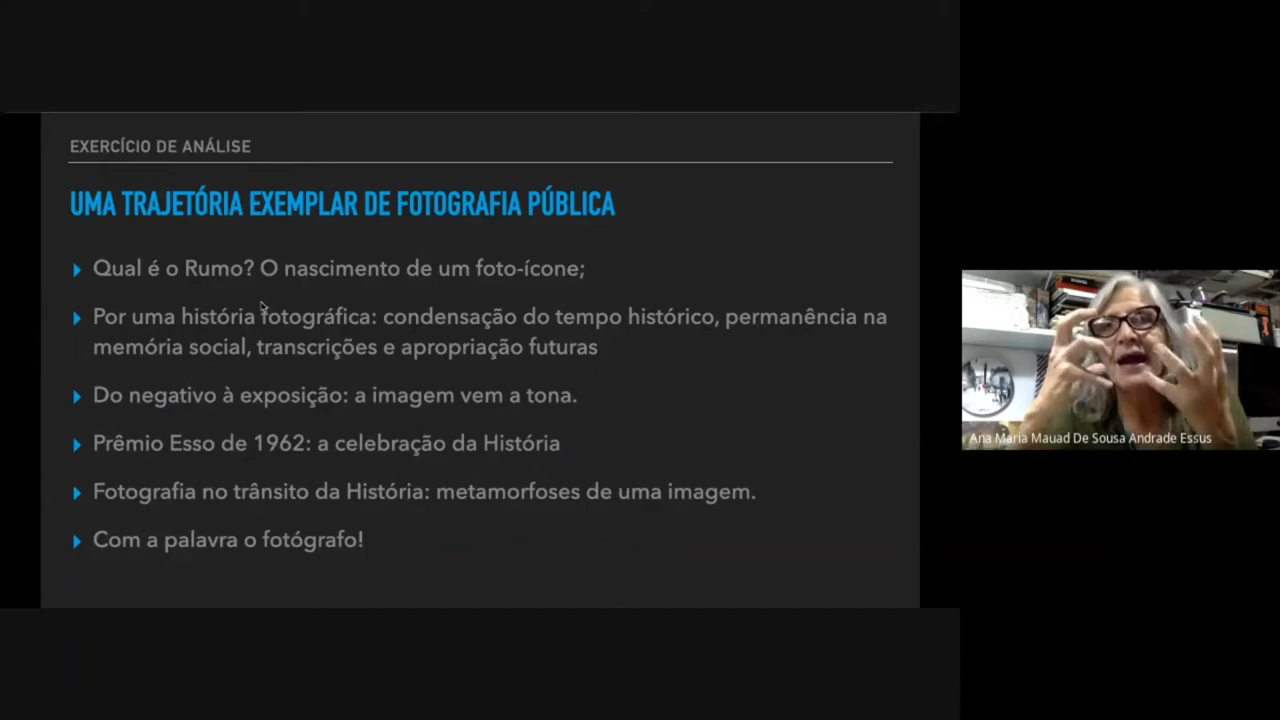 EXERCÍCIO DE ANÁLISE
UMA TRAJETÓRIA EXEMPLAR DE FOTOGRAFIA PÚBLICA
Qual é o Rumo? O nascimento de um foto-ícone;
Por uma história fotográfica: condensação do tempo histórico, permanência na
memória social, transcrições e apropriação futuras
Do negativo à exposição: a imagem vem a tona.
Prêmio Esso de 1962: a celebração da História
Fotografia no trânsito da História: metamorfoses de uma imagem.
Com a palavra o fotógrafo!
Ana Maria Mauad De Sousa Andrade Essus